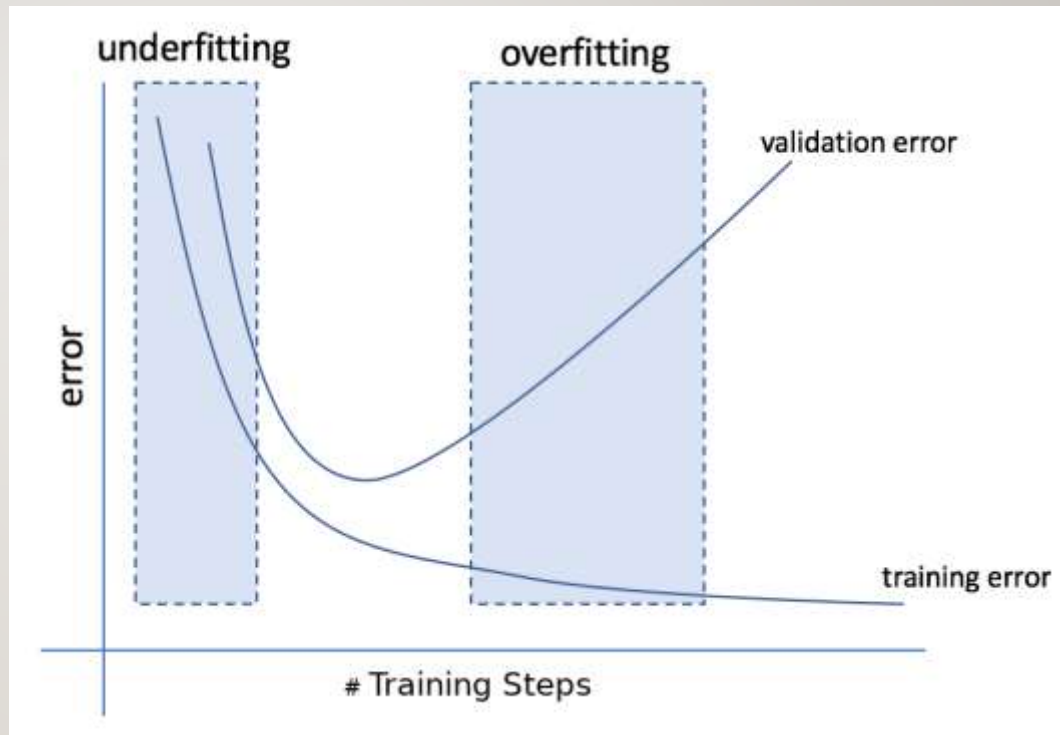 underfitting
overfitting
validation error
error
training error
# Training Steps